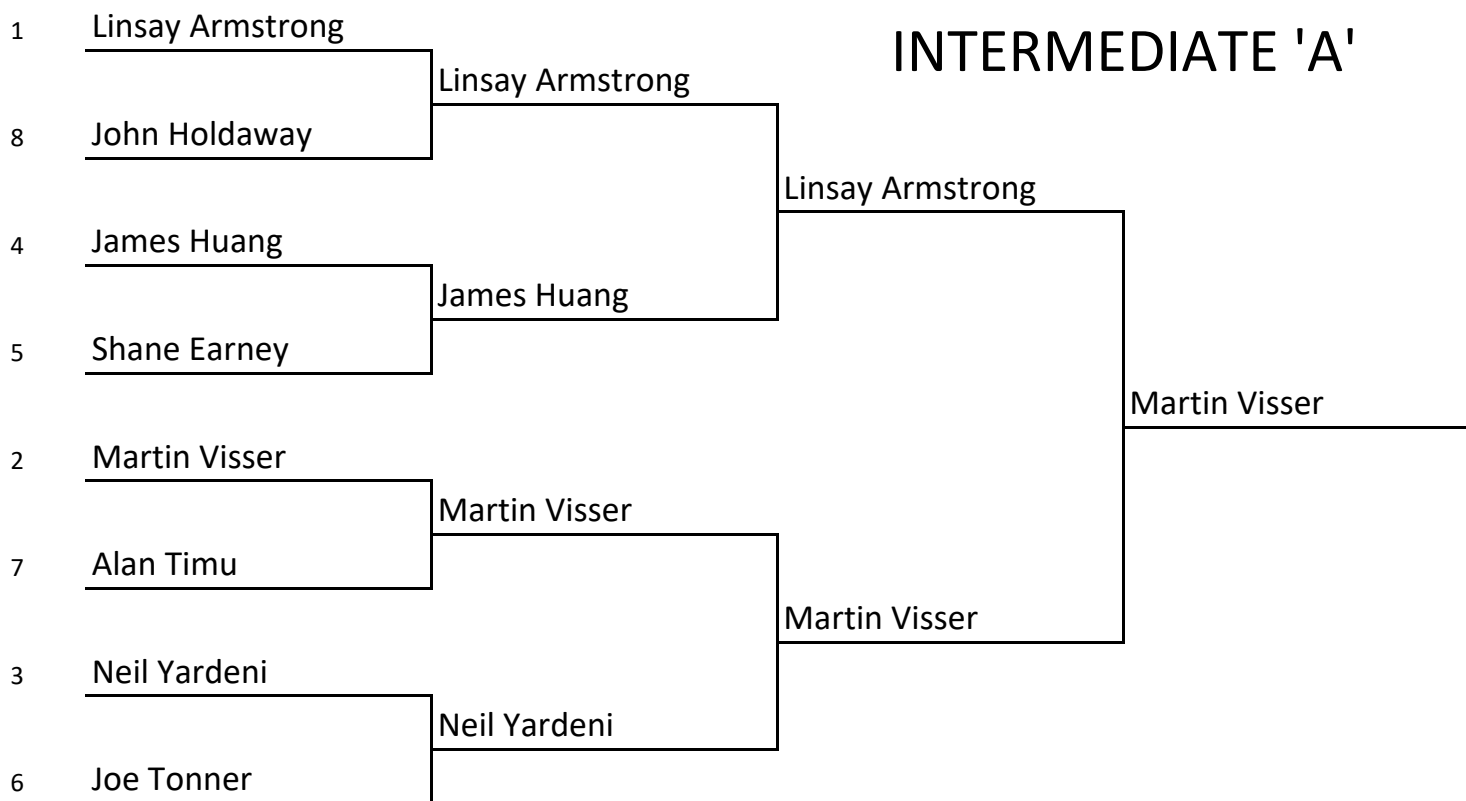 INTERMEDIATE 'A'
1 Linsay Armstrong
Linsay Armstrong
8 John Holdaway
Linsay Armstrong
4 James Huang
James Huang
5 Shane Earney
Martin Visser
2 Martin Visser
Martin Visser
7 Alan Timu
Martin Visser
3 Neil Yardeni
Neil Yardeni
6 Joe Tonner